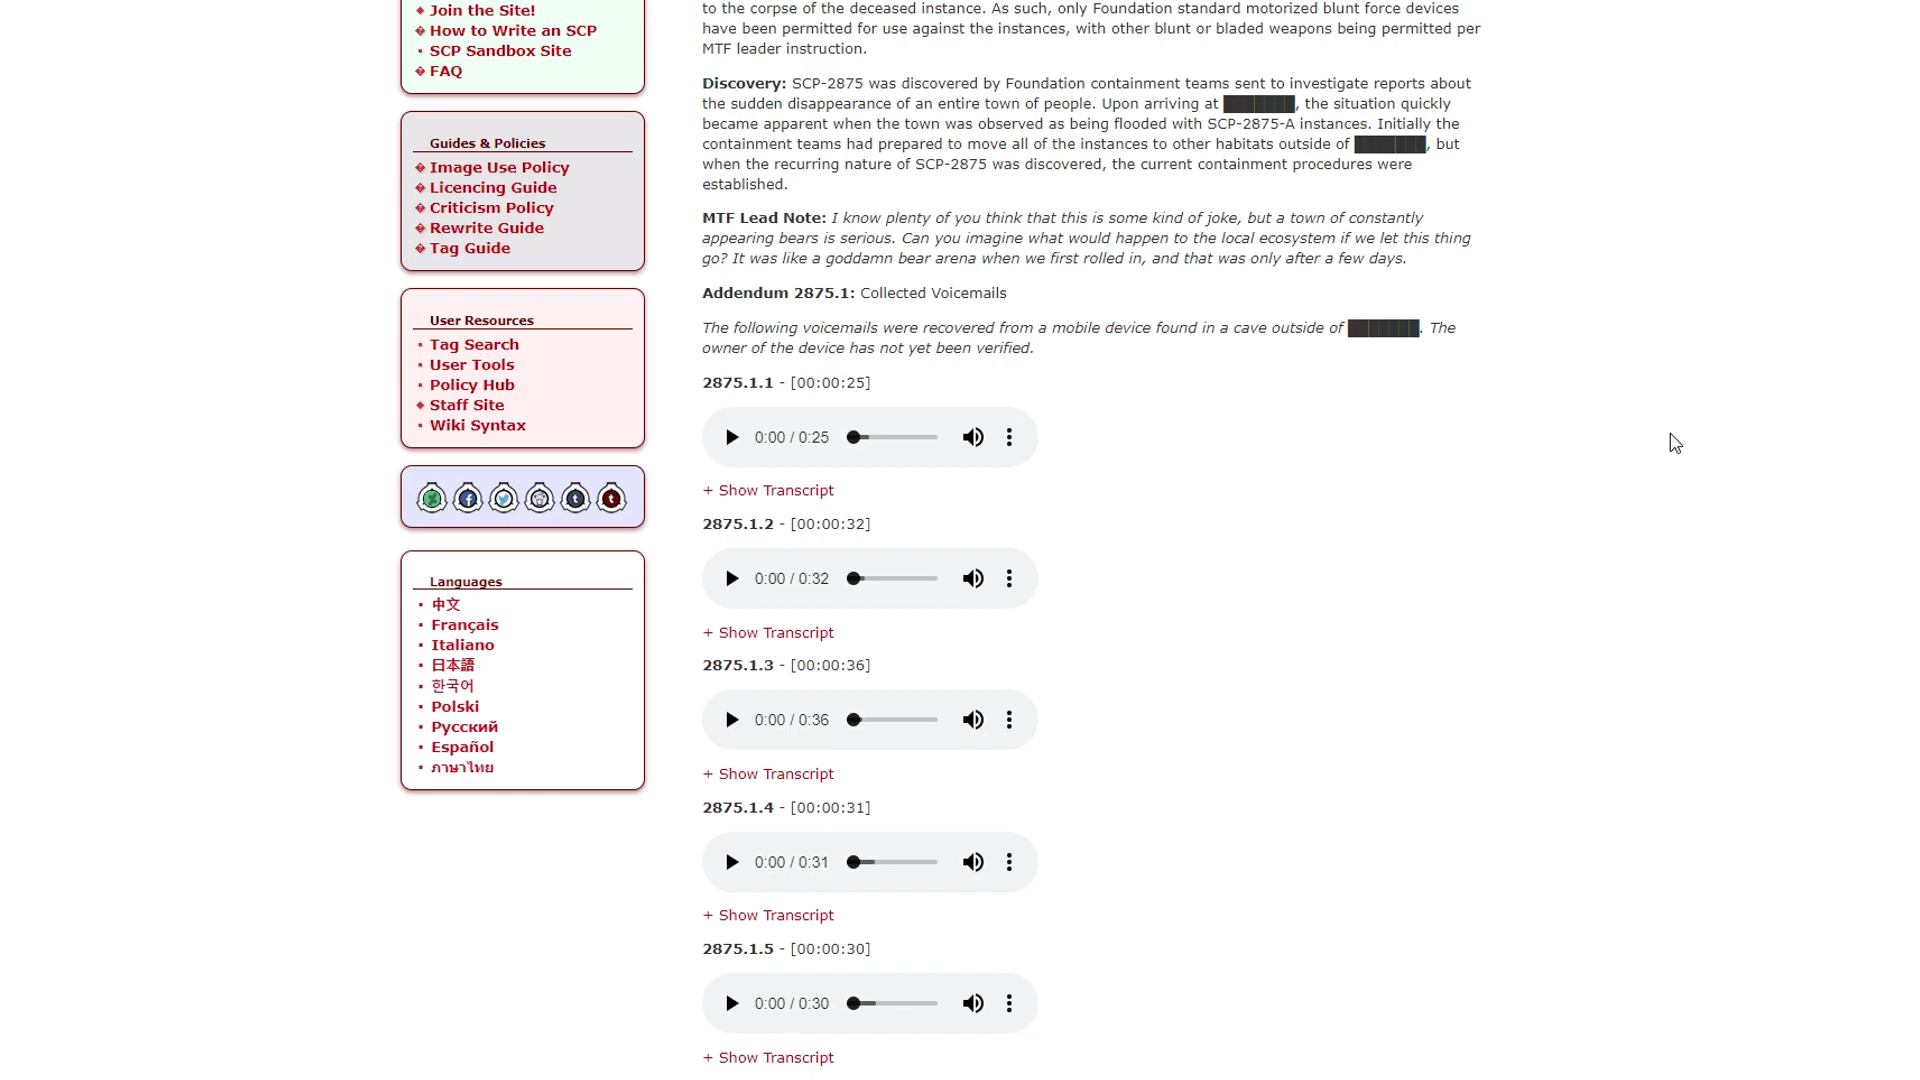 Join the Site!
How to Write an SCP
SCP Sandbox Site
FAQ
Guides & Policies
Image Use Policy
Licencing Guide
Criticism Policy
Rewrite Guide
Tag Guide
User Resources
Tag Search
User Tools
Policy Hub
Staff Site
Wiki Syntax
Languages
中文
Français
Italiano
日本語
한국어
Polski
Русский
Español
ภาษาไทย
to the corpse of the deceased instance. As such, only Foundation standard motorized blunt force devices
have been permitted for use against the instances, with other blunt or bladed weapons being permitted per
MTF leader instruction.
Discovery: SCP-2875 was discovered by Foundation containment teams sent to investigate reports about
the sudden disappearance of an entire town of people. Upon arriving at ███████, the situation quickly
became apparent when the town was observed as being flooded with SCP-2875-A instances. Initially the
containment teams had prepared to move all of the instances to other habitats outside of ███████, but
when the recurring nature of SCP-2875 was discovered, the current containment procedures were
established.
MTF Lead Note: I know plenty of you think that this is some kind of joke, but a town of constantly
appearing bears is serious. Can you imagine what would happen to the local ecosystem if we let this thing
go? It was like a goddamn bear arena when we first rolled in, and that was only after a few days.
Addendum 2875.1: Collected Voicemails
The following voicemails were recovered from a mobile device found in a cave outside of ███████. The
owner of the device has not yet been verified.
2875.1.1 - [00:00:25]
0:00 / 0:25
+ Show Transcript
2875.1.2 - [00:00:32]
0:00 / 0:32
+ Show Transcript
2875.1.3 - [00:00:36]
0:00 / 0:36
+ Show Transcript
2875.1.4 - [00:00:31]
0:00 / 0:31
+ Show Transcript
2875.1.5 - [00:00:30]
0:00 / 0:30
+ Show Transcript